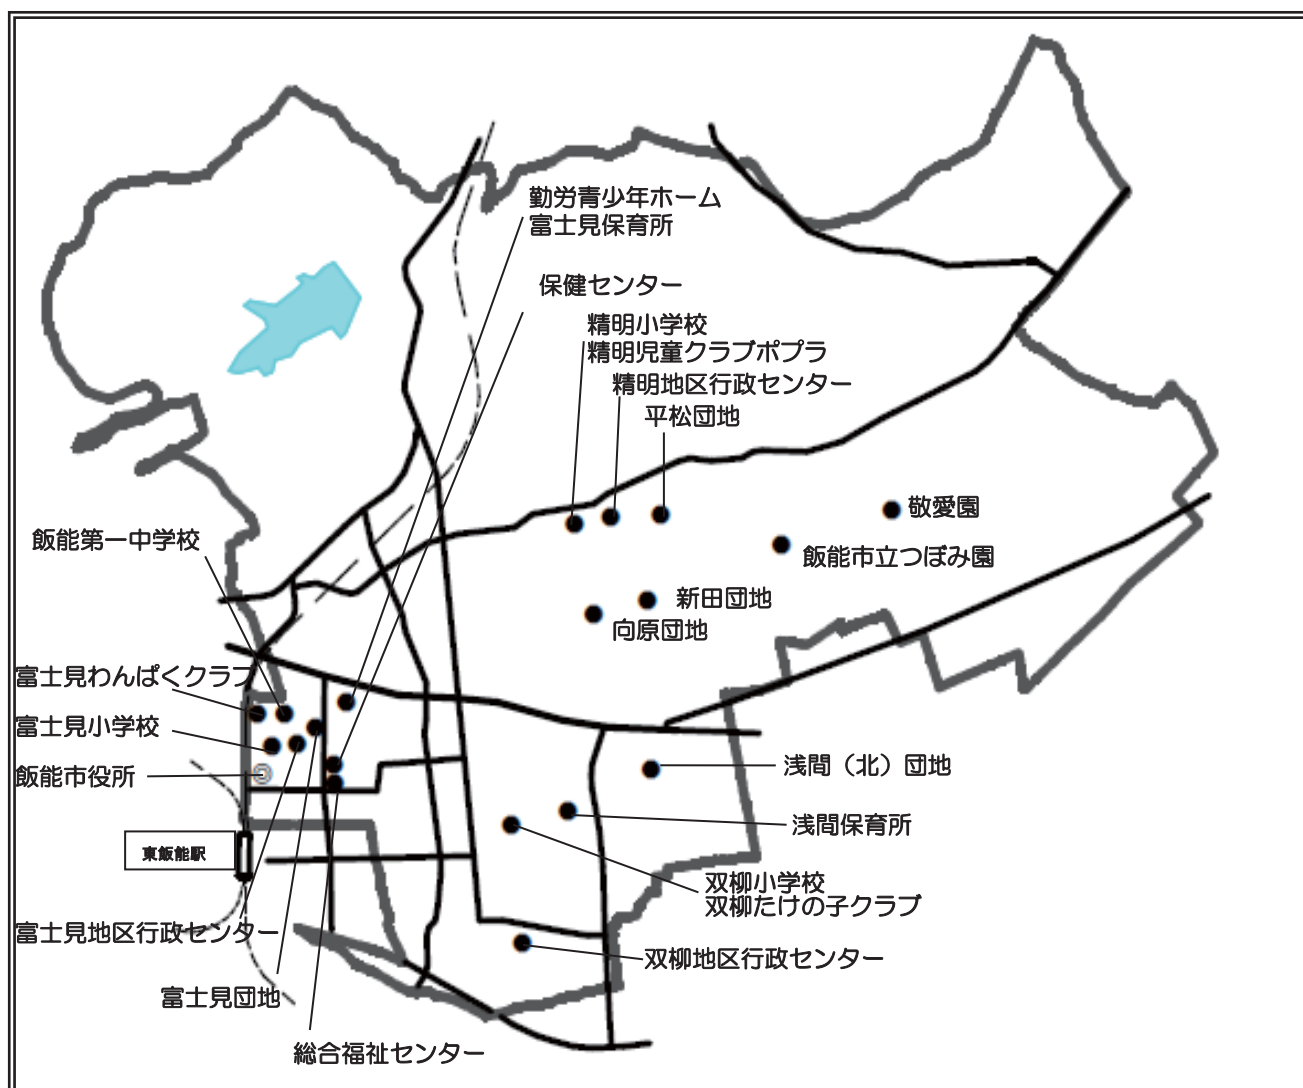 勤労青少年ホーム
富士見保育所
保健センター
精明小学校
精明児童クラブポプラ
精明地区行政センター
平松団地
敬愛園
飯能第一中学校
飯能市立つぼみ園
新田団地
向原団地
富士見わんぱくクラブ
富士見小学校
飯能市役所
浅間（北）団地
浅間保育所
東飯能駅
双柳小学校
双柳たけの子クラブ
富士見地区行政センター
双柳地区行政センター
富士見団地
総合福祉センター